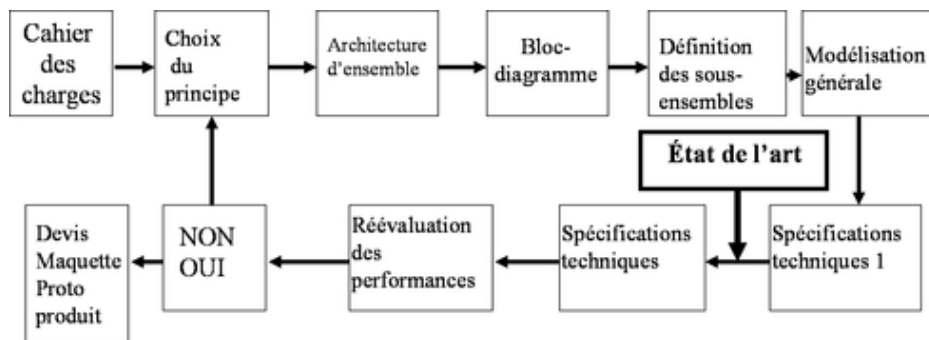 Cahier
des
charges
Choix
du
principe
Architecture
d'ensemble
Bloc-
diagramme
Définition
des sous-
ensembles
Modélisation
générale
État de l'art
Devis
Maquette
Proto
produit
NON
OUI
Réévaluation
des
performances
Spécifications
techniques
Spécifications
techniques 1